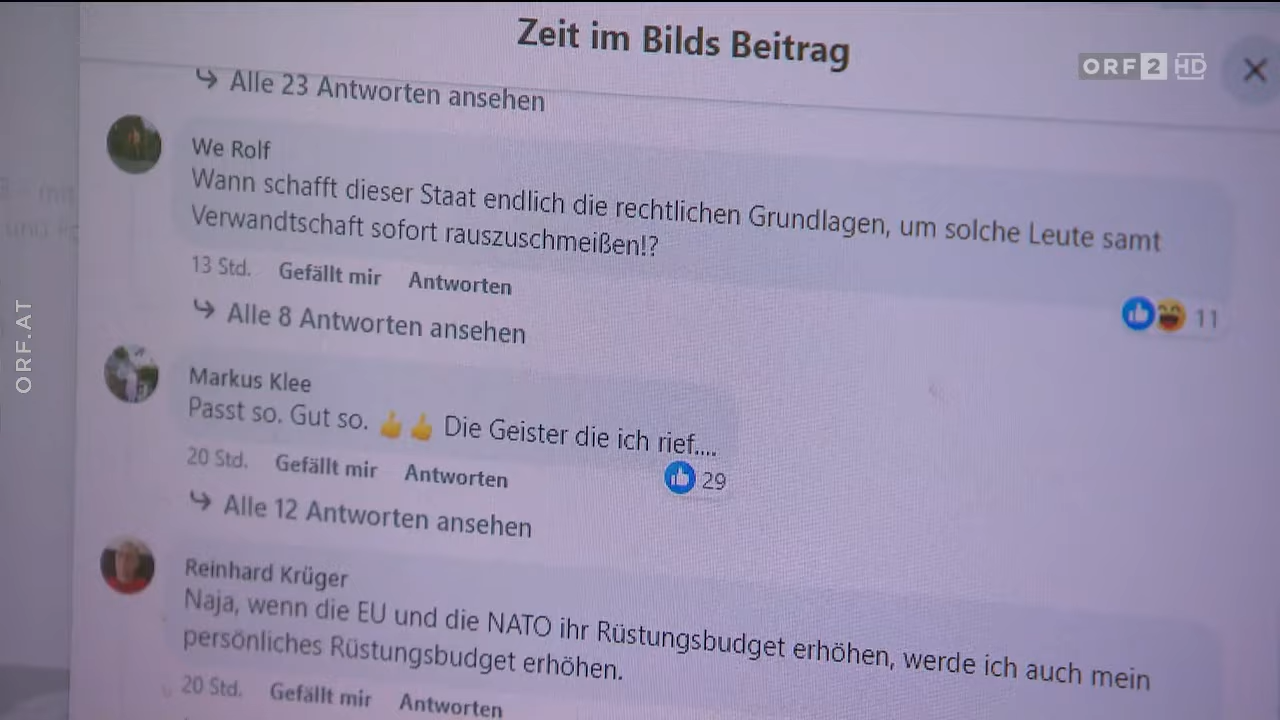 Zeit im Bilds Beitrag
ORF 2 HD
Alle 23 Antworten ansehen
We Rolf
Wann schafft dieser Staat endlich die rechtlichen Grundlagen, um solche Leute samt
Verwandtschaft sofort rauszuschmeißen!?
13 Std. Gefällt mir Antworten
11
Alle 8 Antworten ansehen
Markus Klee
Passt so. Gut so. 👍👍 Die Geister die ich rief....
20 Std. Gefällt mir Antworten
29
Alle 12 Antworten ansehen
Reinhard Krüger
Naja, wenn die EU und die NATO ihr Rüstungsbudget erhöhen, werde ich auch mein
persönliches Rüstungsbudget erhöhen.
20 Std. Gefällt mir Antworten
ORF.AT